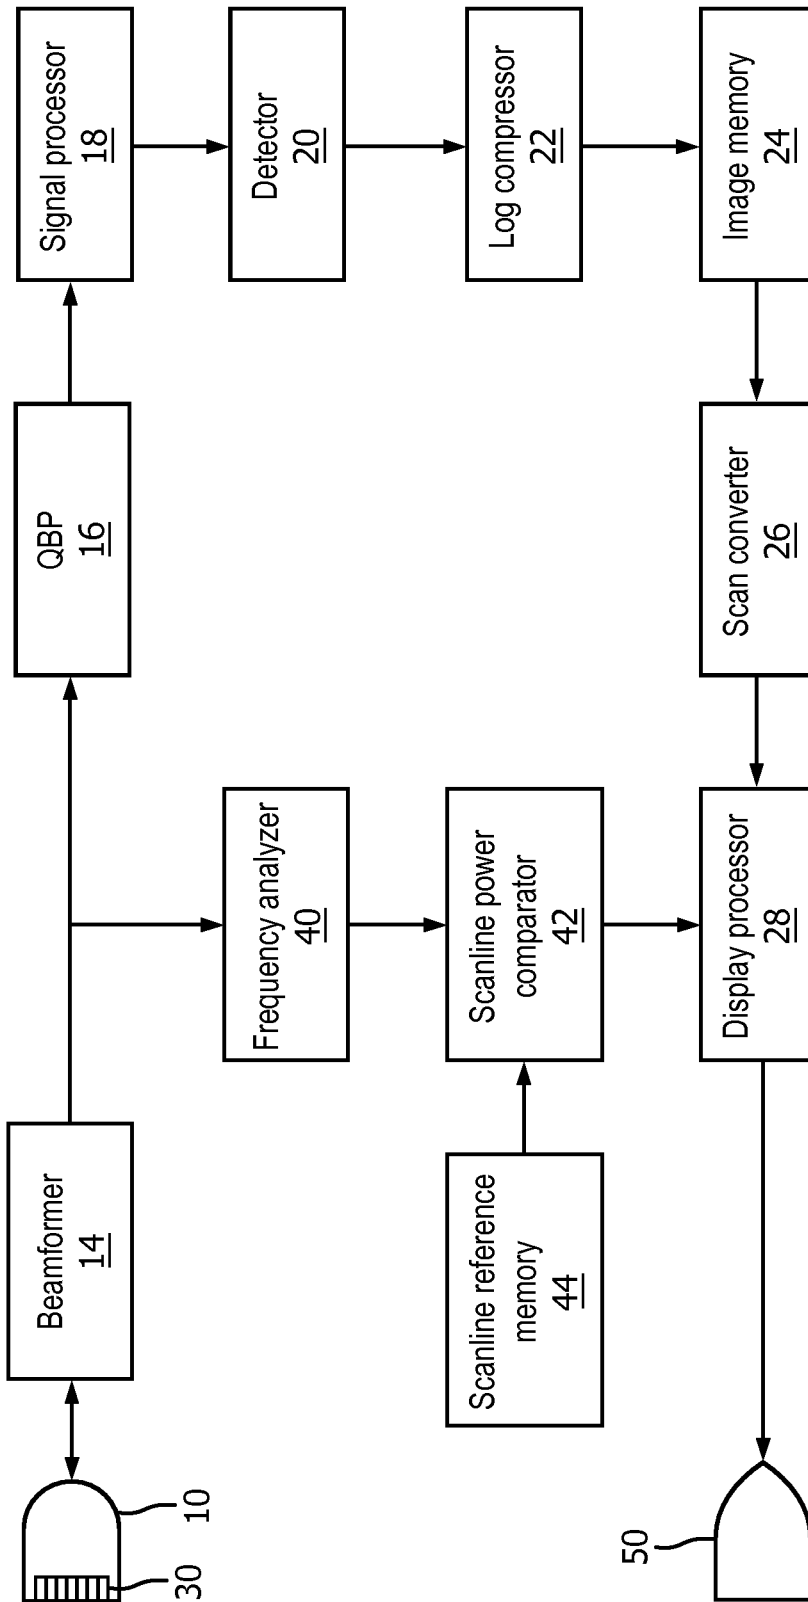 Signal processor
18
Detector
20
Log compressor
22
Image memory
24
QBP
16
Scan converter
26
Frequency analyzer
40
Scanline power
comparator
42
Display processor
28
Beamformer
14
Scanline reference
memory
44
10
30
50